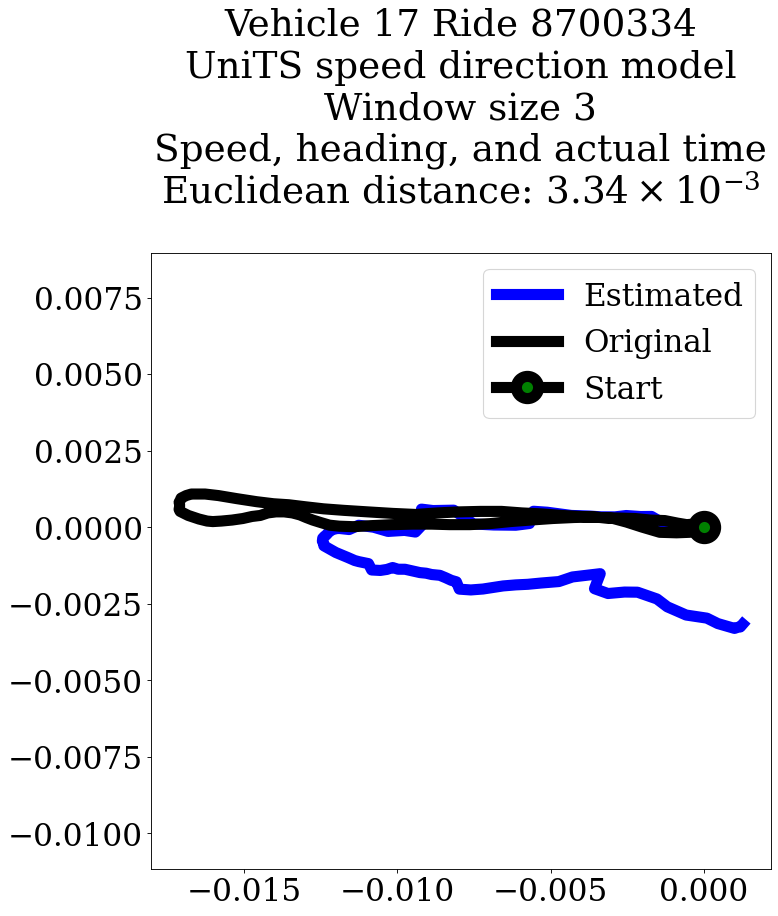 Vehicle 17 Ride 8700334
UniTS speed direction model
Window size 3
Speed, heading, and actual time
Euclidean distance: 3.34 × 10⁻³
Estimated
Original
Start
0.0075
0.0050
0.0025
0.0000
−0.0025
−0.0050
−0.0075
−0.0100
−0.015 −0.010 −0.005 0.000